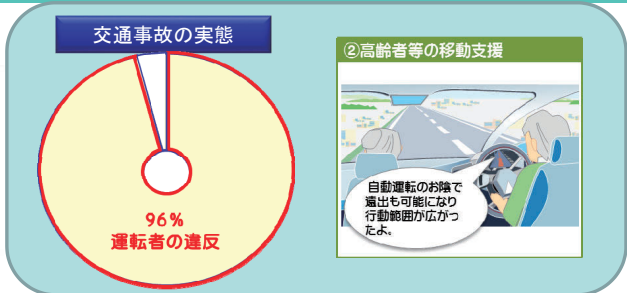 交通事故の実態
96%
運転者の違反
②高齢者等の移動支援
自動運転のお陰で
遠出も可能になり
行動範囲が広がっ
たよ。